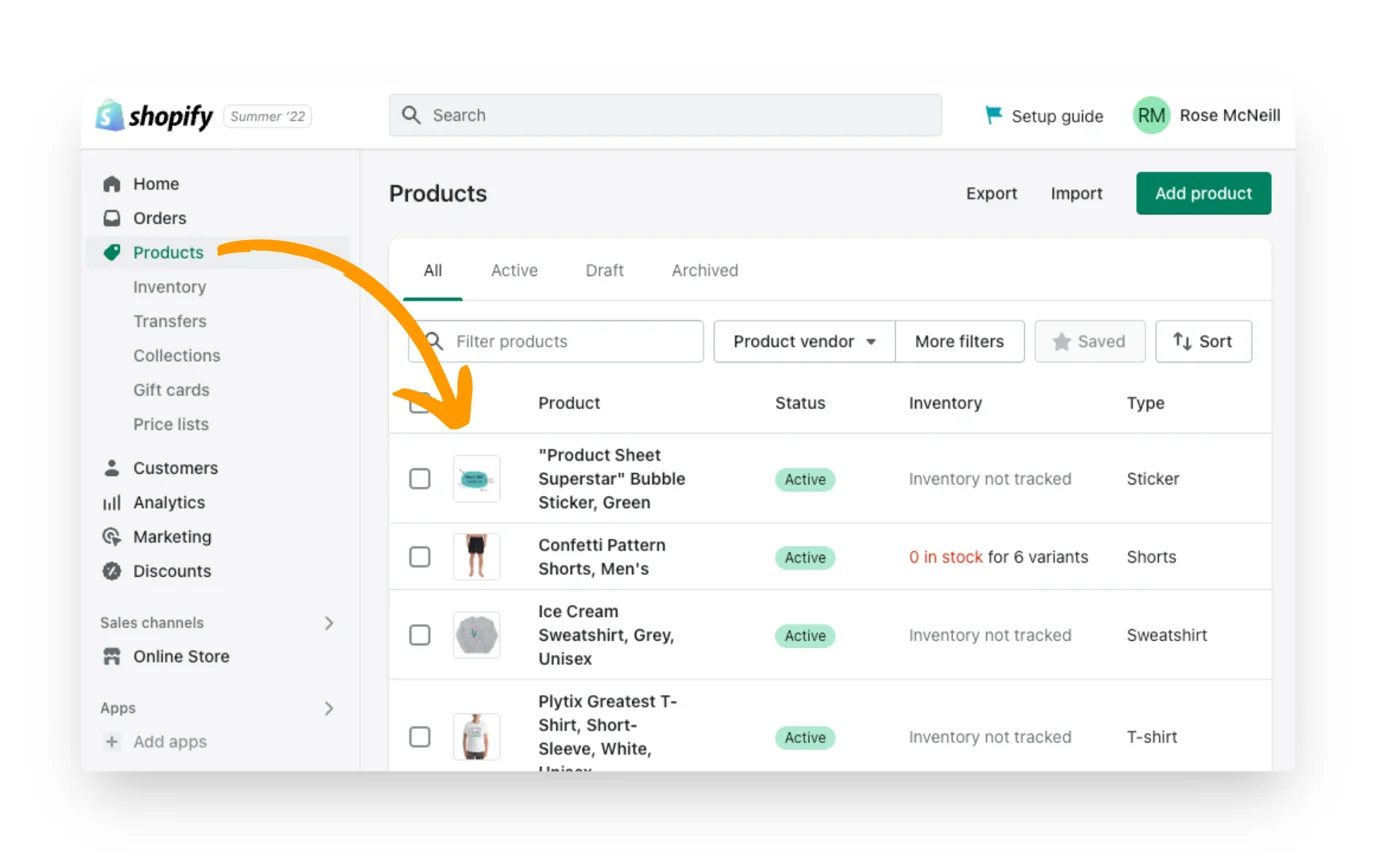 shopify Summer '22
Search
Setup guide
RM Rose McNeill
Home
Orders
Products
Inventory
Transfers
Collections
Gift cards
Price lists
Customers
Analytics
Marketing
Discounts
Sales channels
Online Store
Apps
Add apps
Products
Export Import Add product
All Active Draft Archived
Filter products Product vendor More filters Saved Sort
Product Status Inventory Type
"Product Sheet
Superstar" Bubble
Sticker, Green
Active Inventory not tracked Sticker
Confetti Pattern
Shorts, Men's
Active 0 in stock for 6 variants Shorts
Ice Cream
Sweatshirt, Grey,
Unisex
Active Inventory not tracked Sweatshirt
Plytix Greatest T-
Shirt, Short-
Sleeve, White,
Unisex
Active Inventory not tracked T-shirt